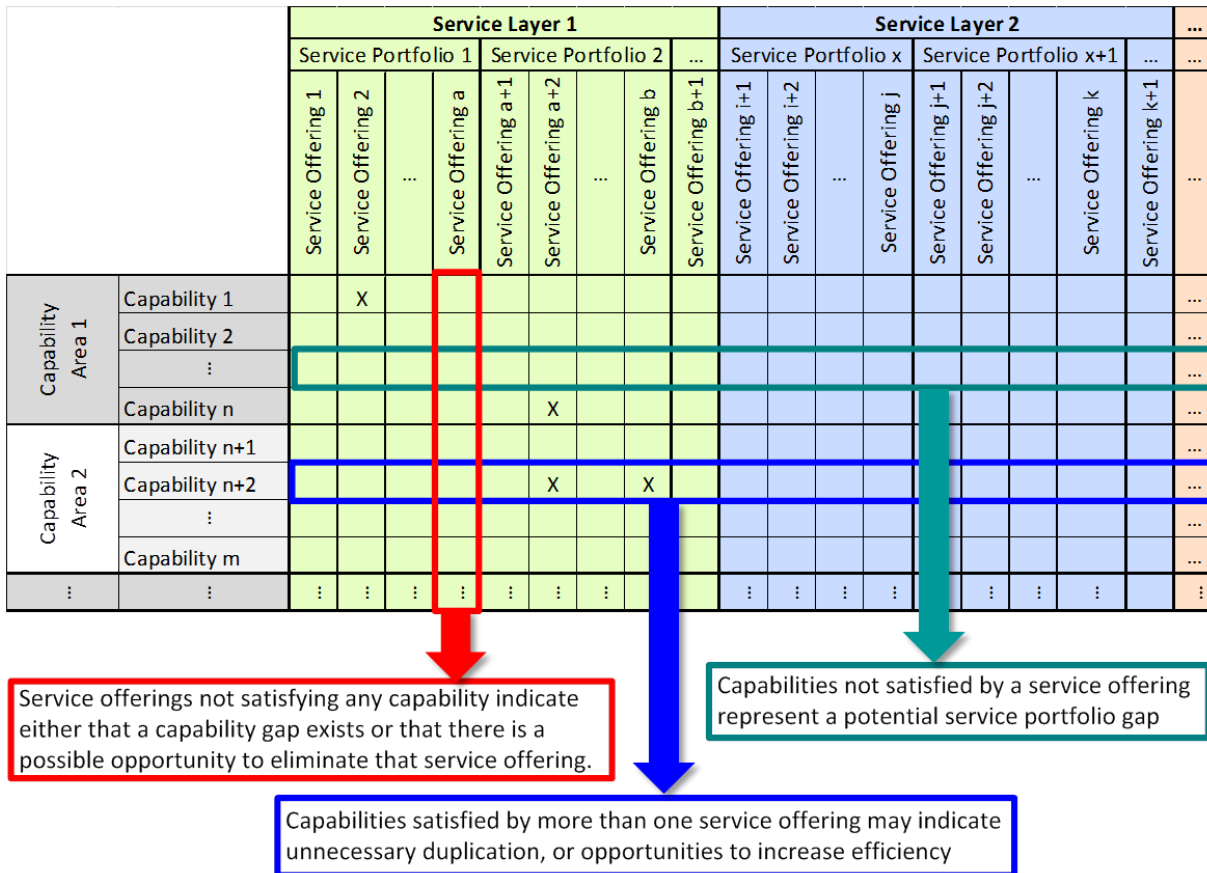 Service Layer 1 Service Layer 2 ...
Service Portfolio 1 Service Portfolio 2 ... Service Portfolio x Service Portfolio x+1 ... ...
Service Offering 1
Service Offering 2
...
Service Offering a
Service Offering a+1
Service Offering a+2
...
Service Offering b
Service Offering b+1
Service Offering i+1
Service Offering i+2
...
Service Offering j
Service Offering j+1
Service Offering j+2
...
Service Offering k
Service Offering k+1
...
Capability
Area 1
Capability 1 X ...
Capability 2 ...
⋮ ...
Capability n X ...
Capability
Area 2
Capability n+1 ...
Capability n+2 X X ...
⋮ ...
Capability m ...
⋮ ⋮ ⋮ ⋮ ⋮ ⋮ ⋮ ⋮ ⋮ ⋮ ⋮ ⋮ ⋮ ⋮ ⋮ ⋮ ⋮ ⋮ ⋮
Service offerings not satisfying any capability indicate
either that a capability gap exists or that there is a
possible opportunity to eliminate that service offering.
Capabilities not satisfied by a service offering
represent a potential service portfolio gap
Capabilities satisfied by more than one service offering may indicate
unnecessary duplication, or opportunities to increase efficiency